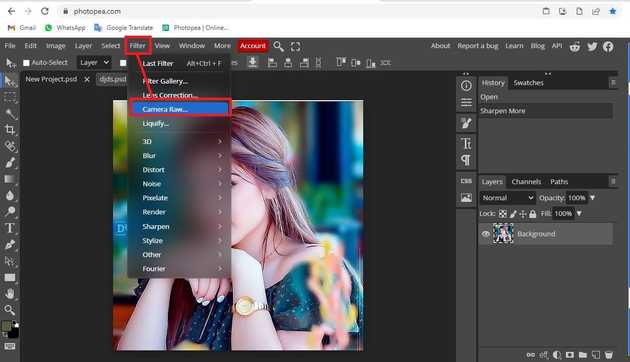 photopea.com
Gmail WhatsApp Google Translate Photopea | Online...
File Edit Image Layer Select Filter View Window More Account About Report a bug Learn Blog API
Auto-Select Layer
New Project.psd djfds.psd
Last Filter Alt+Ctrl + F
Filter Gallery...
Lens Correction...
Camera Raw...
Liquify...
3D
Blur
Distort
Noise
Pixelate
Render
Sharpen
Stylize
Other
Fourier
History Swatches
Open
Sharpen More
CSS
Layers Channels Paths
Normal Opacity: 100%
Lock: Fill: 100%
Background
eff